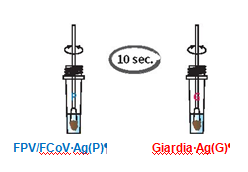 10 sec.
FPV/FCoV·Ag(P)¶
Giardia·Ag(G)¶